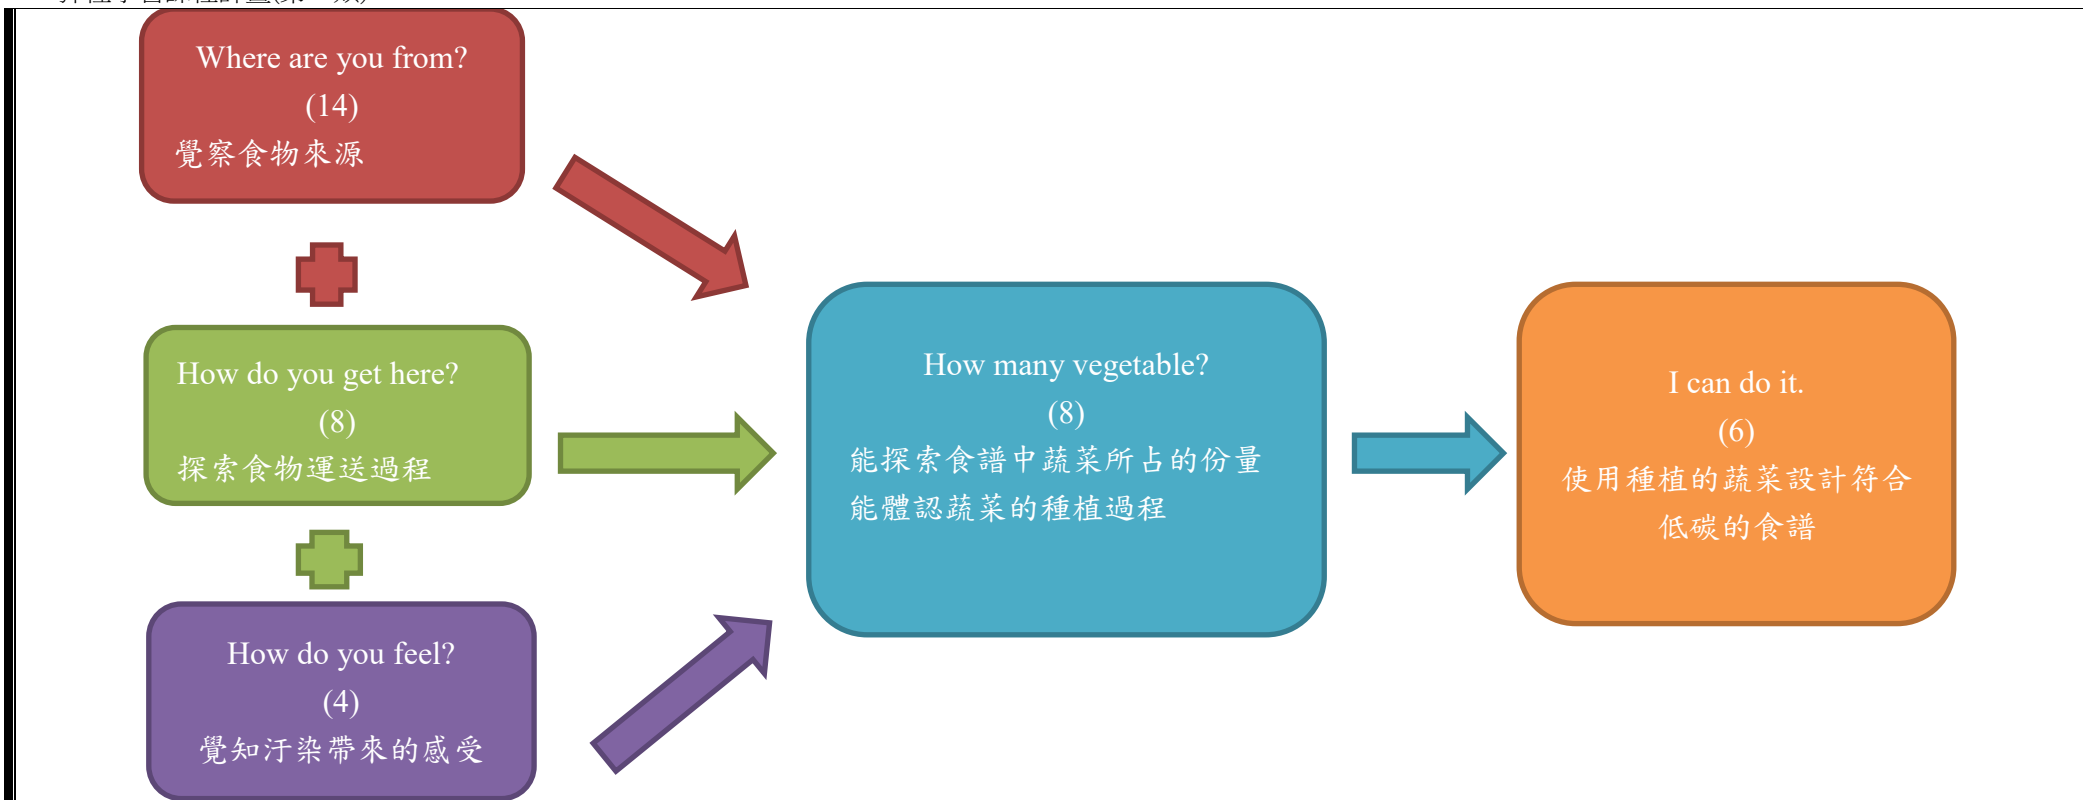 Where are you from?
(14)
覺察食物來源
How do you get here?
(8)
探索食物運送過程
How do you feel?
(4)
覺知汙染帶來的感受
How many vegetable?
(8)
能探索食譜中蔬菜所占的份量
能體認蔬菜的種植過程
I can do it.
(6)
使用種植的蔬菜設計符合
低碳的食譜